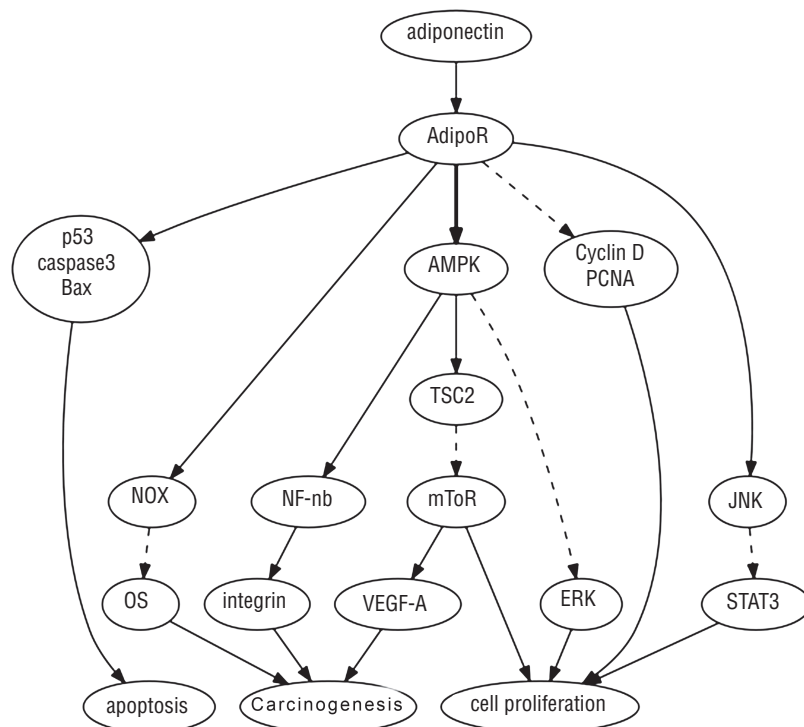 adiponectin
AdipoR
p53
caspase3
Bax
AMPK
Cyclin D
PCNA
TSC2
NOX
NF-nb
mToR
JNK
OS
integrin
VEGF-A
ERK
STAT3
apoptosis
Carcinogenesis
cell proliferation